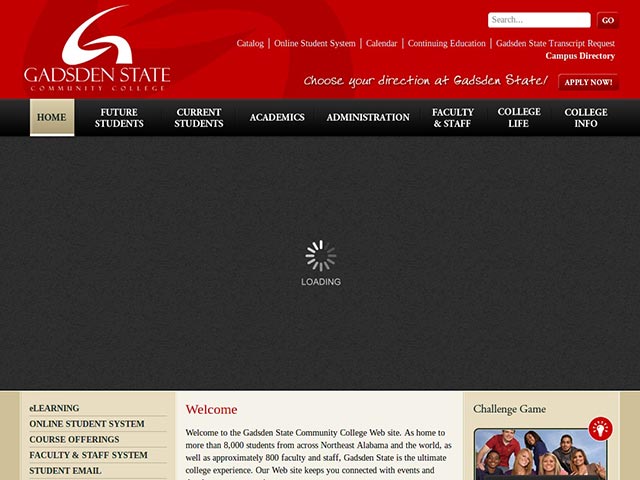 Search...
GO
Catalog | Online Student System | Calendar | Continuing Education | Gadsden State Transcript Request
Campus Directory
GADSDEN STATE
COMMUNITY COLLEGE
Choose your direction at Gadsden State!
APPLY NOW!
HOME
FUTURE
STUDENTS
CURRENT
STUDENTS
ACADEMICS
ADMINISTRATION
FACULTY
& STAFF
COLLEGE
LIFE
COLLEGE
INFO
LOADING
eLEARNING
ONLINE STUDENT SYSTEM
COURSE OFFERINGS
FACULTY & STAFF SYSTEM
STUDENT EMAIL
Welcome
Welcome to the Gadsden State Community College Web site. As home to
more than 8,000 students from across Northeast Alabama and the world, as
well as approximately 800 faculty and staff, Gadsden State is the ultimate
college experience. Our Web site keeps you connected with events and
Challenge Game